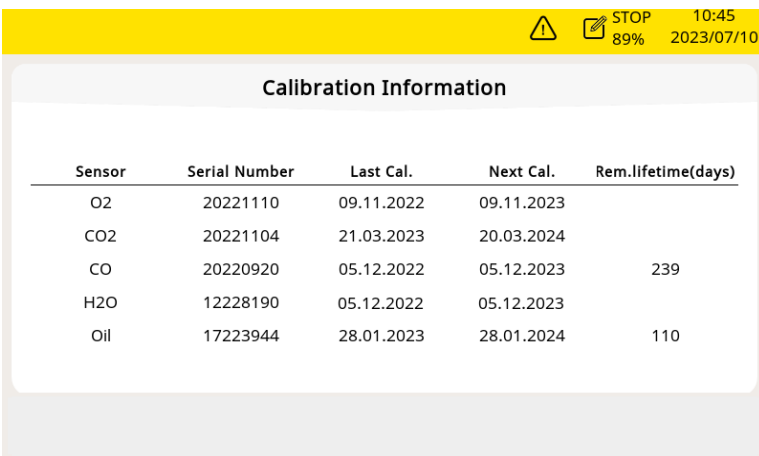 STOP 10:45
89% 2023/07/10
Calibration Information
Sensor Serial Number Last Cal. Next Cal. Rem.lifetime(days)
O2 20221110 09.11.2022 09.11.2023
CO2 20221104 21.03.2023 20.03.2024
CO 20220920 05.12.2022 05.12.2023 239
H2O 12228190 05.12.2022 05.12.2023
Oil 17223944 28.01.2023 28.01.2024 110